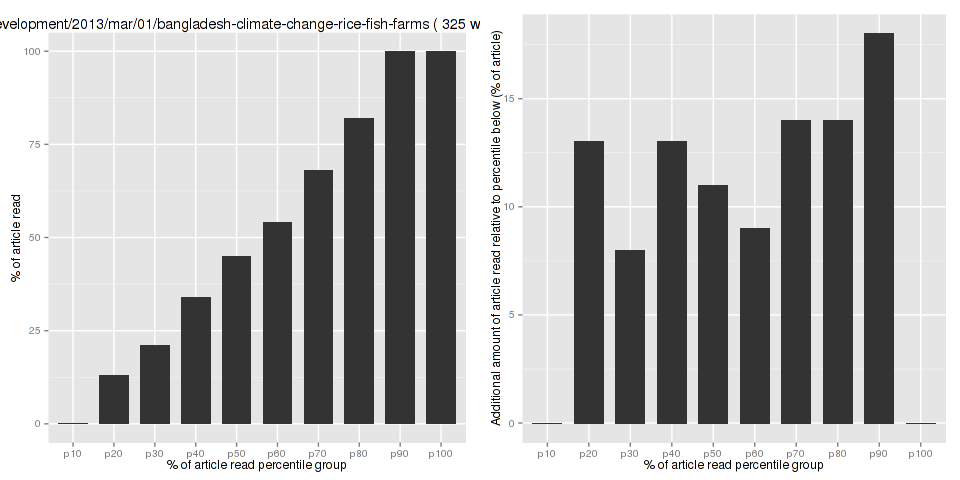 evelopment/2013/mar/01/bangladesh-climate-change-rice-fish-farms ( 325 w
% of article read
100
75
50
25
0
p10 p20 p30 p40 p50 p60 p70 p80 p90 p100
% of article read percentile group
Additional amount of article read relative to percentile below (% of article)
15
10
5
0
p10 p20 p30 p40 p50 p60 p70 p80 p90 p100
% of article read percentile group